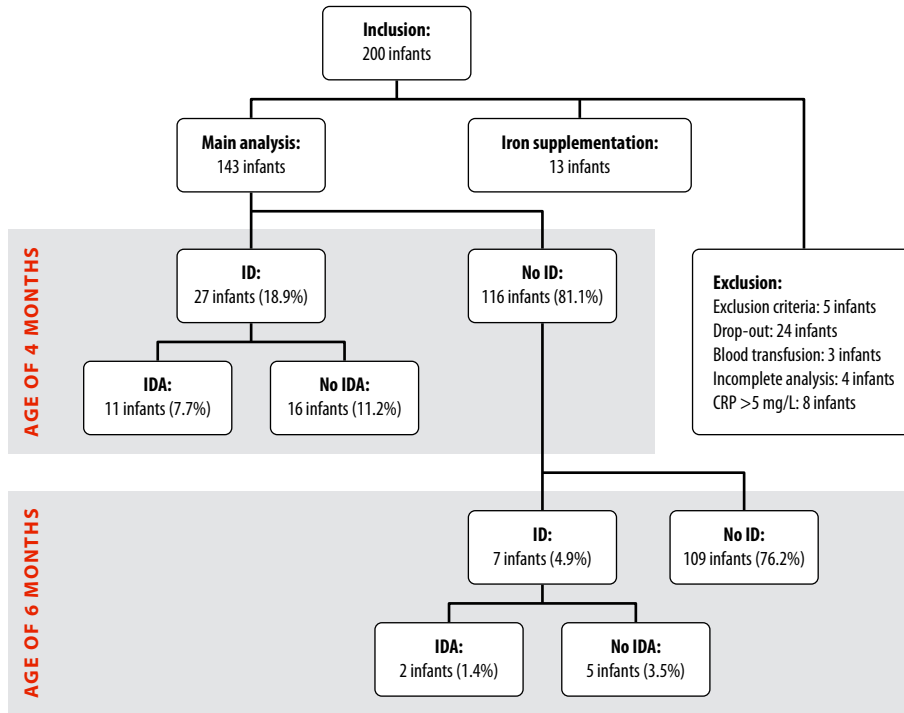 Inclusion:
200 infants
Main analysis:
143 infants
Iron supplementation:
13 infants
Exclusion:
Exclusion criteria: 5 infants
Drop-out: 24 infants
Blood transfusion: 3 infants
Incomplete analysis: 4 infants
CRP >5 mg/L: 8 infants
AGE OF 4 MONTHS
ID:
27 infants (18.9%)
No ID:
116 infants (81.1%)
IDA:
11 infants (7.7%)
No IDA:
16 infants (11.2%)
AGE OF 6 MONTHS
ID:
7 infants (4.9%)
No ID:
109 infants (76.2%)
IDA:
2 infants (1.4%)
No IDA:
5 infants (3.5%)